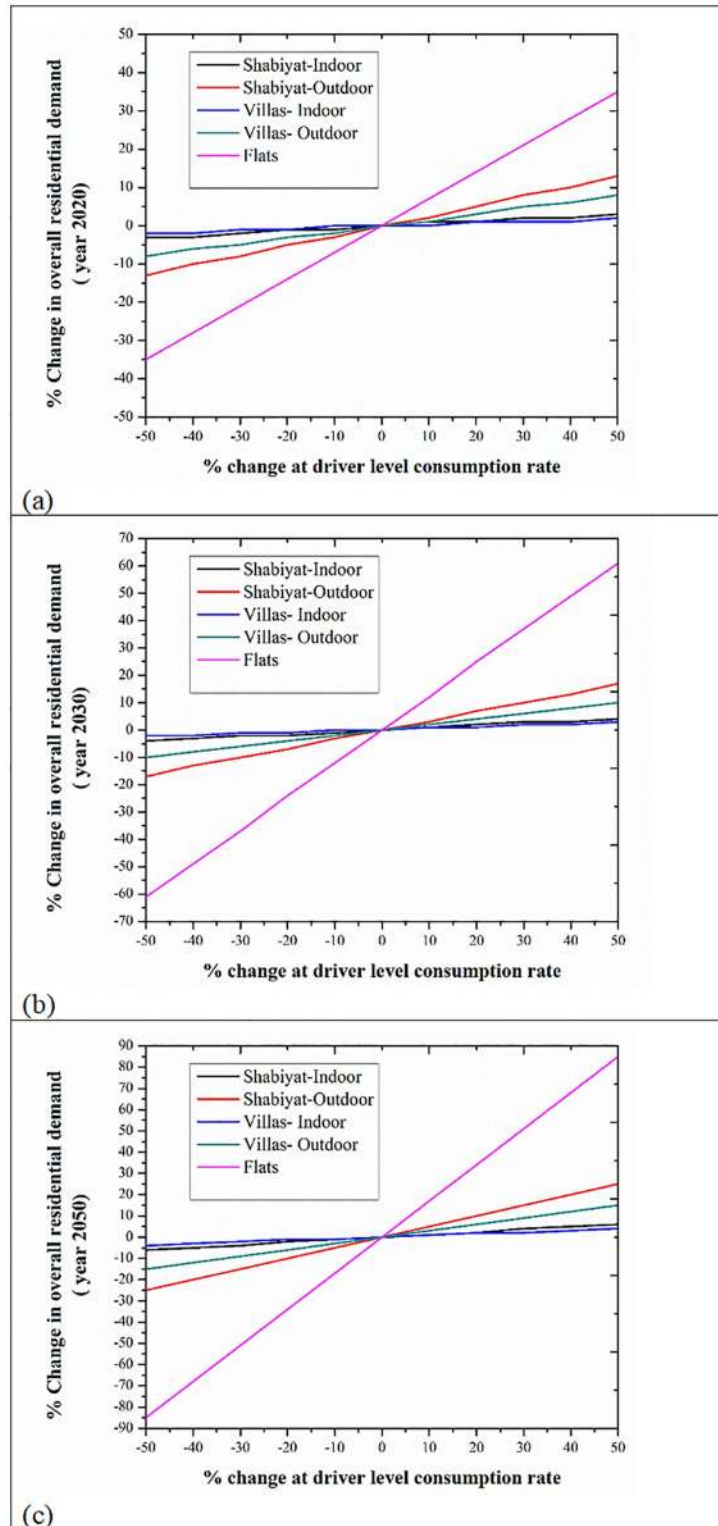 50
40
30
20
10
0
-10
-20
-30
-40
-50
% Change in overall residential demand
( year 2020)
Shabiyat-Indoor
Shabiyat-Outdoor
Villas- Indoor
Villas- Outdoor
Flats
-50 -40 -30 -20 -10 0 10 20 30 40 50
% change at driver level consumption rate
(a)
70
60
50
40
30
20
10
0
-10
-20
-30
-40
-50
-60
-70
% Change in overall residential demand
( year 2030)
Shabiyat-Indoor
Shabiyat-Outdoor
Villas- Indoor
Villas- Outdoor
Flats
-50 -40 -30 -20 -10 0 10 20 30 40 50
% change at driver level consumption rate
(b)
90
80
70
60
50
40
30
20
10
0
-10
-20
-30
-40
-50
-60
-70
-80
-90
% Change in overall residential demand
( year 2050)
Shabiyat-Indoor
Shabiyat-Outdoor
Villas- Indoor
Villas- Outdoor
Flats
-50 -40 -30 -20 -10 0 10 20 30 40 50
% change at driver level consumption rate
(c)